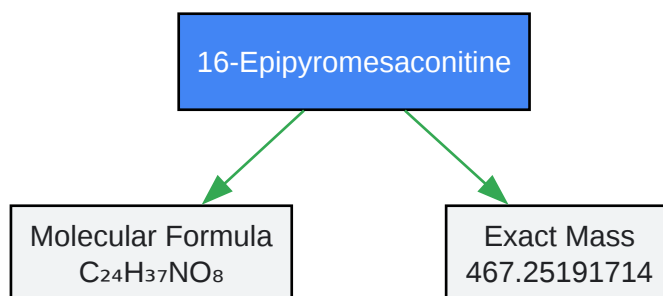 16-Epipyromesaconitine
Molecular Formula
C₂₄H₃₇NO₈
Exact Mass
467.25191714